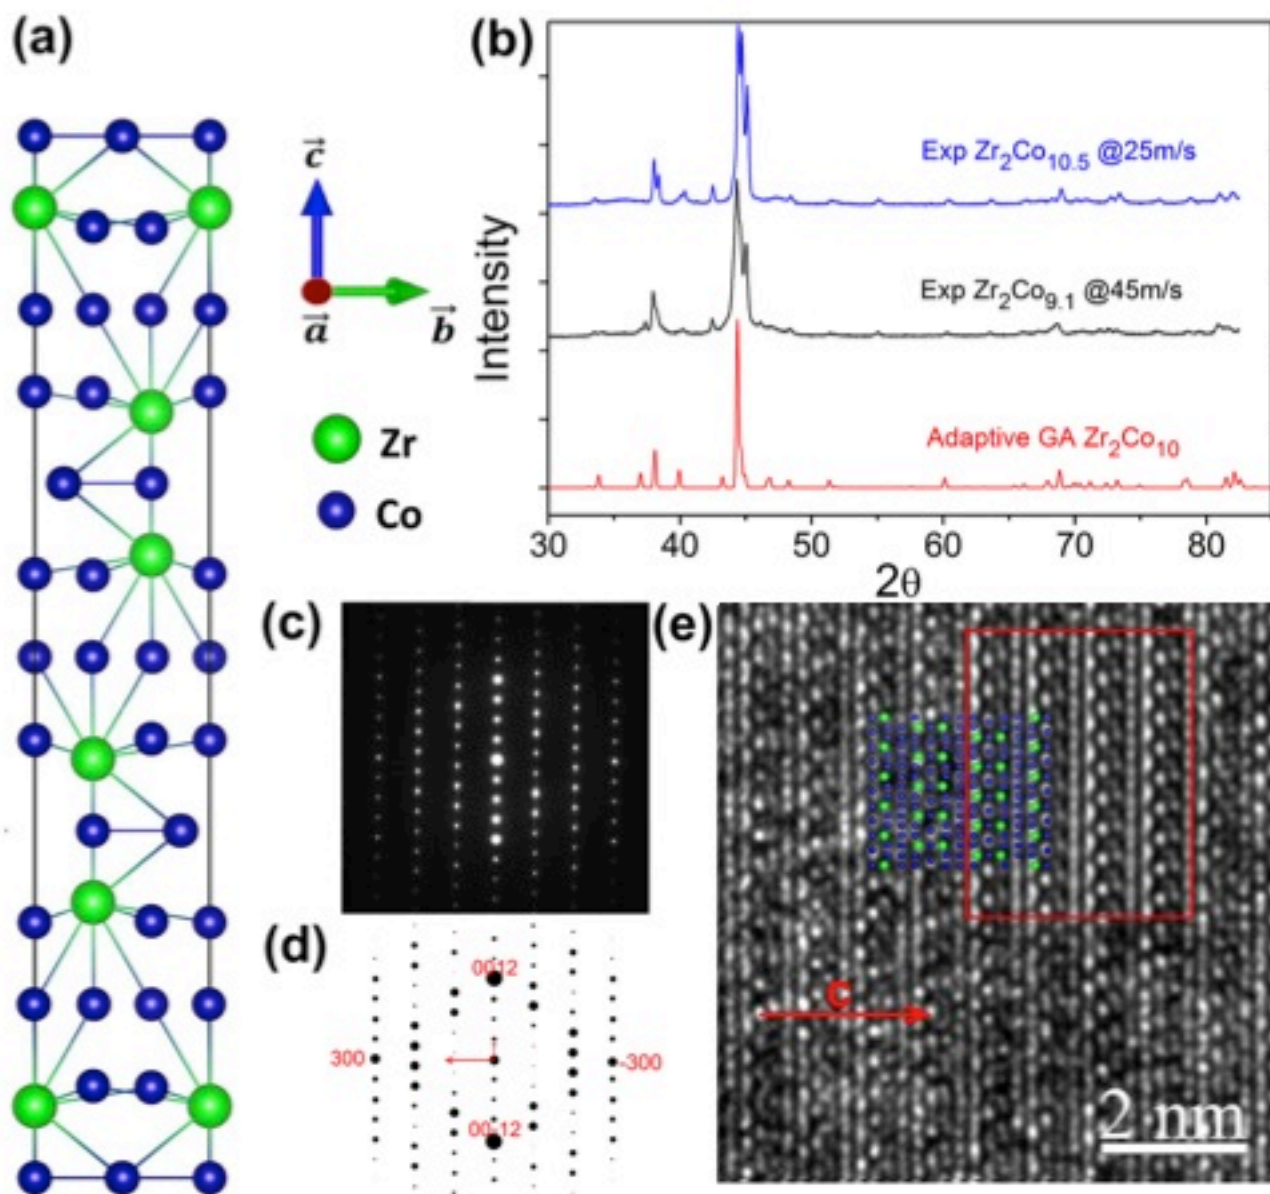 (a)
c
a
b
Zr
Co
(b)
Intensity
Exp Zr₂Co₁₀.₅ @25m/s
Exp Zr₂Co₉.₁ @45m/s
Adaptive GA Zr₂Co₁₀
30 40 50 60 70 80
2θ
(c)
(d)
0012
300
-300
00-12
(e)
C
2 nm